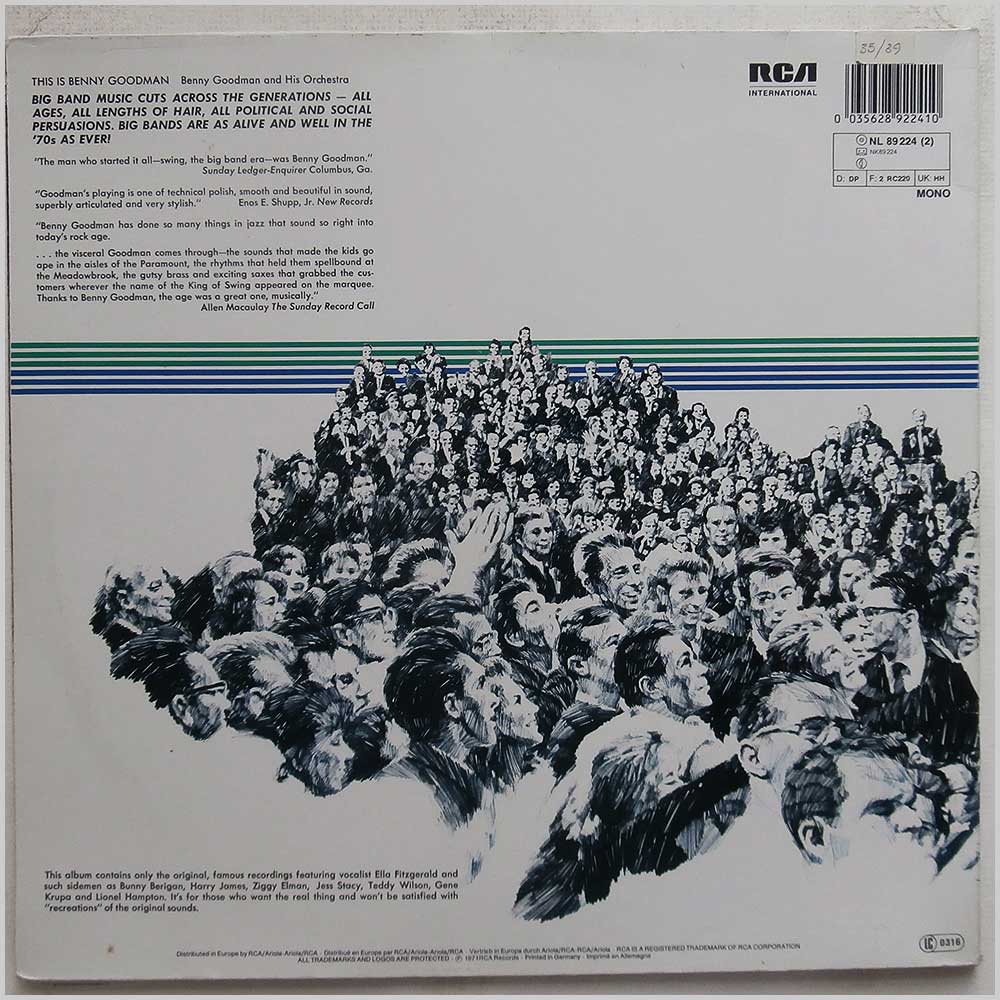 35/39
THIS IS BENNY GOODMAN Benny Goodman and His Orchestra
BIG BAND MUSIC CUTS ACROSS THE GENERATIONS — ALL
AGES, ALL LENGTHS OF HAIR, ALL POLITICAL AND SOCIAL
PERSUASIONS. BIG BANDS ARE AS ALIVE AND WELL IN THE
'70s AS EVER!
"The man who started it all—swing, the big band era—was Benny Goodman."
Sunday Ledger-Enquirer Columbus, Ga.
"Goodman's playing is one of technical polish, smooth and beautiful in sound,
superbly articulated and very stylish." Enos E. Shupp, Jr. New Records
"Benny Goodman has done so many things in jazz that sound so right into
today's rock age.
. . . the visceral Goodman comes through—the sounds that made the kids go
ape in the aisles of the Paramount, the rhythms that held them spellbound at
the Meadowbrook, the gutsy brass and exciting saxes that grabbed the cus-
tomers wherever the name of the King of Swing appeared on the marquee.
Thanks to Benny Goodman, the age was a great one, musically."
Allen Macaulay The Sunday Record Call
RCA
INTERNATIONAL
0 035628 922410
NL 89224 (2)
NK89224
D: DP F: 2 RC220 UK: HH
MONO
This album contains only the original, famous recordings featuring vocalist Ella Fitzgerald and
such sidemen as Bunny Berigan, Harry James, Ziggy Elman, Jess Stacy, Teddy Wilson, Gene
Krupa and Lionel Hampton. It's for those who want the real thing and won't be satisfied with
"recreations" of the original sounds.
Distributed in Europe by RCA/Ariola-Ariola/RCA · Distribué en Europe par RCA/Ariola-Ariola/RCA · Vertrieb in Europa durch Ariola/RCA-RCA/Ariola · RCA IS A REGISTERED TRADEMARK OF RCA CORPORATION
ALL TRADEMARKS AND LOGOS ARE PROTECTED · ℗ 1971 RCA Records · Printed in Germany · Imprimé en Allemagne
LC 0316